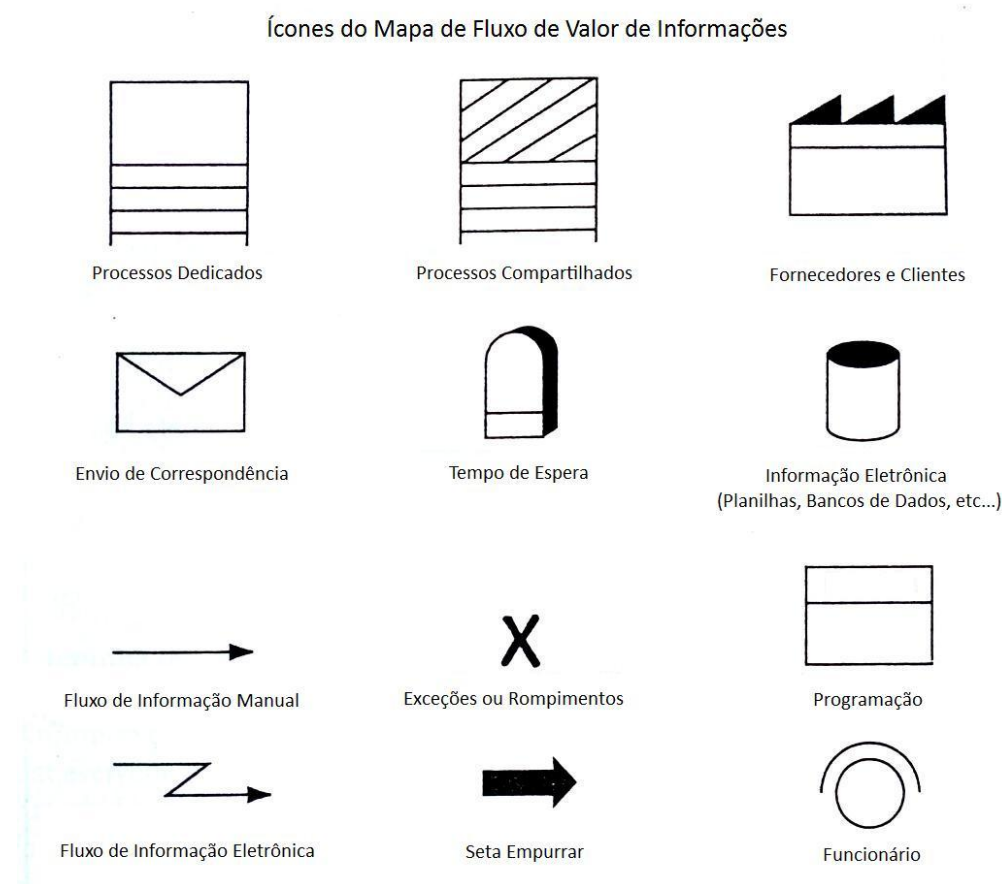 Ícones do Mapa de Fluxo de Valor de Informações
Processos Dedicados
Processos Compartilhados
Fornecedores e Clientes
Envio de Correspondência
Tempo de Espera
Informação Eletrônica
(Planilhas, Bancos de Dados, etc...)
Fluxo de Informação Manual
X
Exceções ou Rompimentos
Programação
Fluxo de Informação Eletrônica
Seta Empurrar
Funcionário